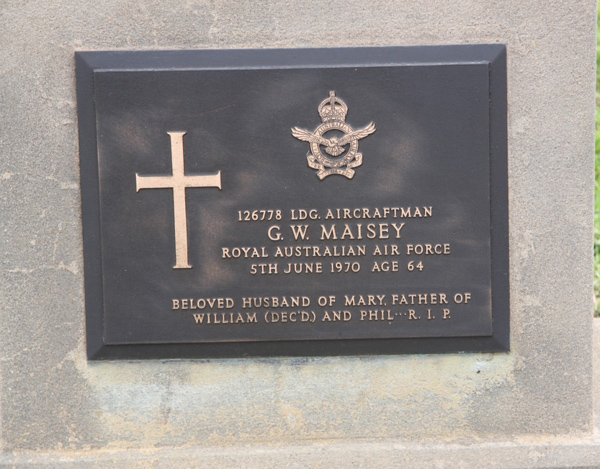 126778 LDG. AIRCRAFTMAN
G. W. MAISEY
ROYAL AUSTRALIAN AIR FORCE
5TH JUNE 1970 AGE 64
BELOVED HUSBAND OF MARY, FATHER OF
WILLIAM (DEC'D.) AND PHIL···R. I. P.